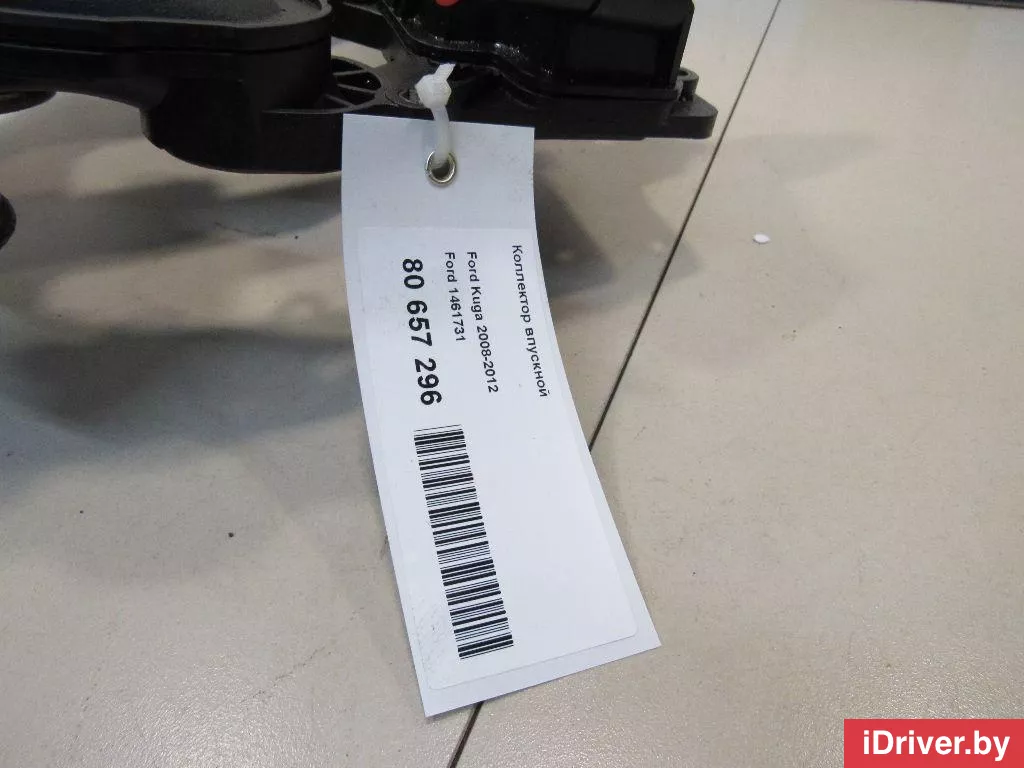 Коллектор впускной
Ford Kuga 2008-2012
Ford 1461731
80 657 296
iDriver.by